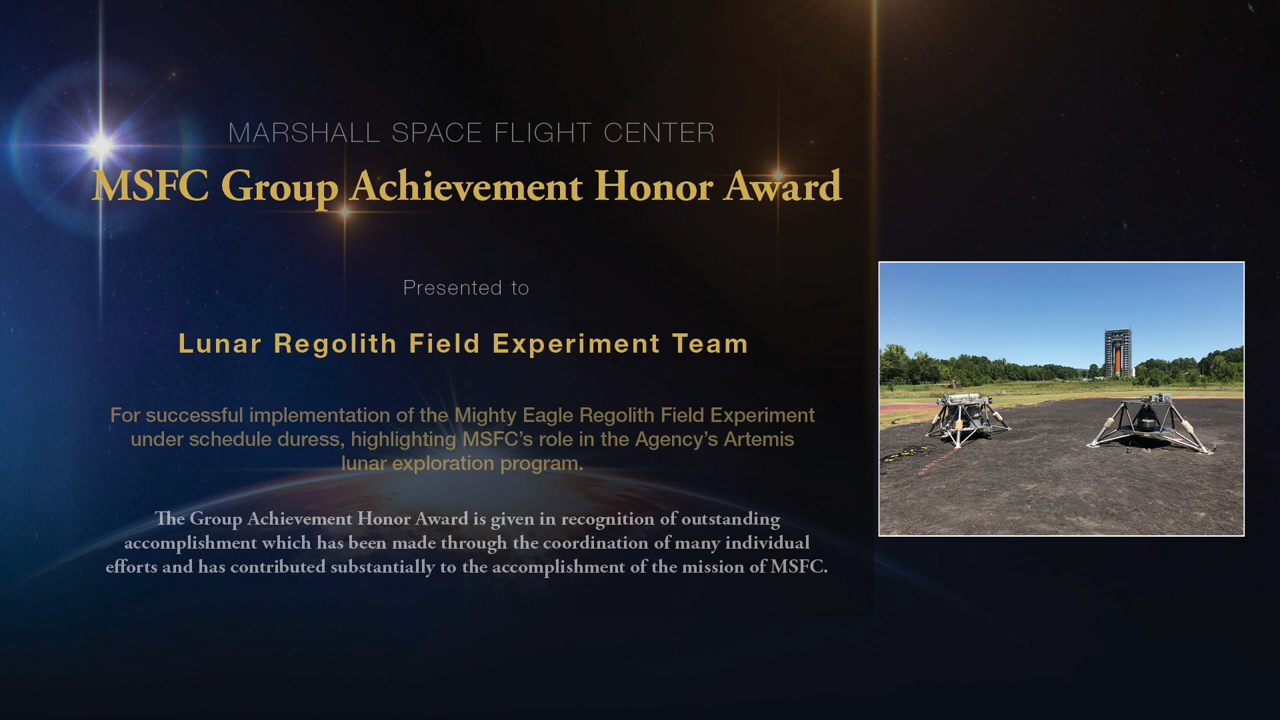 MARSHALL SPACE FLIGHT CENTER
MSFC Group Achievement Honor Award
Presented to
Lunar Regolith Field Experiment Team
For successful implementation of the Mighty Eagle Regolith Field Experiment
under schedule duress, highlighting MSFC’s role in the Agency’s Artemis
lunar exploration program.
The Group Achievement Honor Award is given in recognition of outstanding
accomplishment which has been made through the coordination of many individual
efforts and has contributed substantially to the accomplishment of the mission of MSFC.